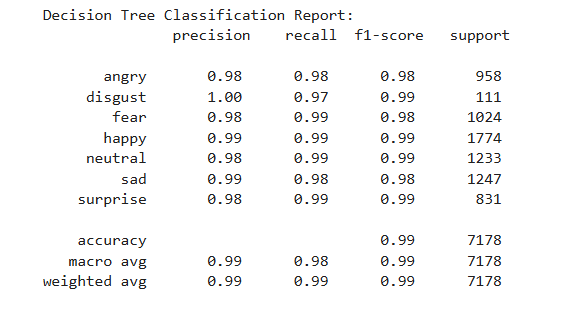 Decision Tree Classification Report:
precision recall f1-score support
angry 0.98 0.98 0.98 958
disgust 1.00 0.97 0.99 111
fear 0.98 0.99 0.98 1024
happy 0.99 0.99 0.99 1774
neutral 0.98 0.99 0.99 1233
sad 0.99 0.98 0.98 1247
surprise 0.98 0.99 0.99 831
accuracy 0.99 7178
macro avg 0.99 0.98 0.99 7178
weighted avg 0.99 0.99 0.99 7178